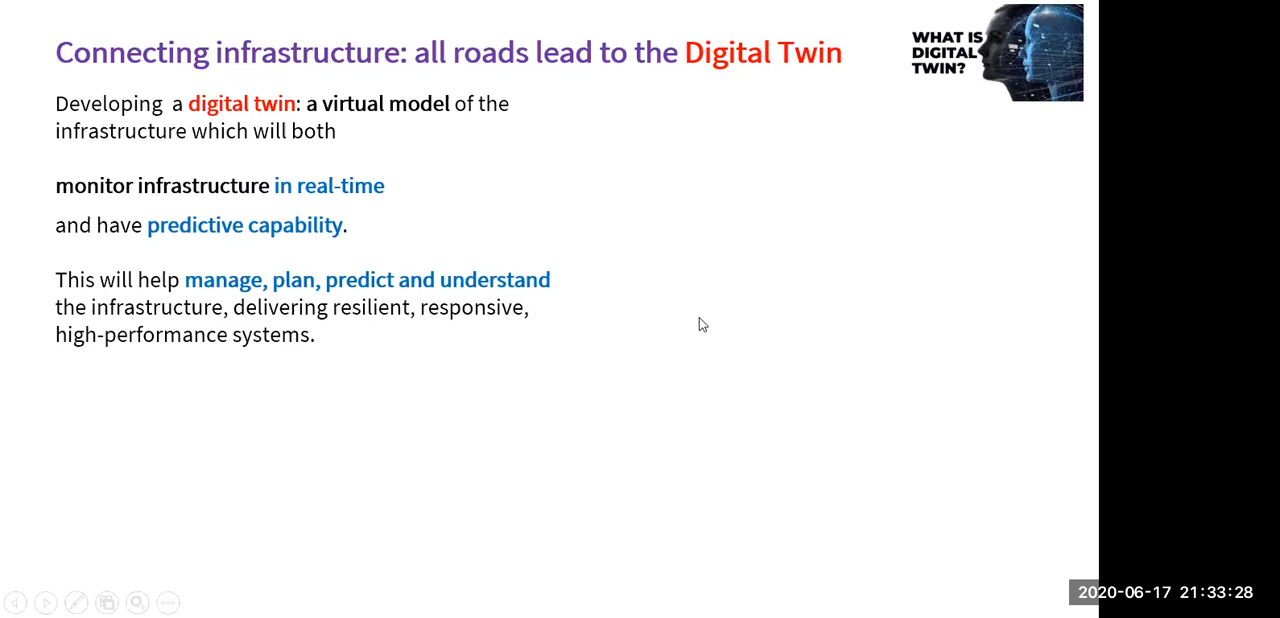 Connecting infrastructure: all roads lead to the Digital Twin
WHAT IS
DIGITAL
TWIN?
Developing a digital twin: a virtual model of the
infrastructure which will both
monitor infrastructure in real-time
and have predictive capability.
This will help manage, plan, predict and understand
the infrastructure, delivering resilient, responsive,
high-performance systems.
2020-06-17 21:33:28